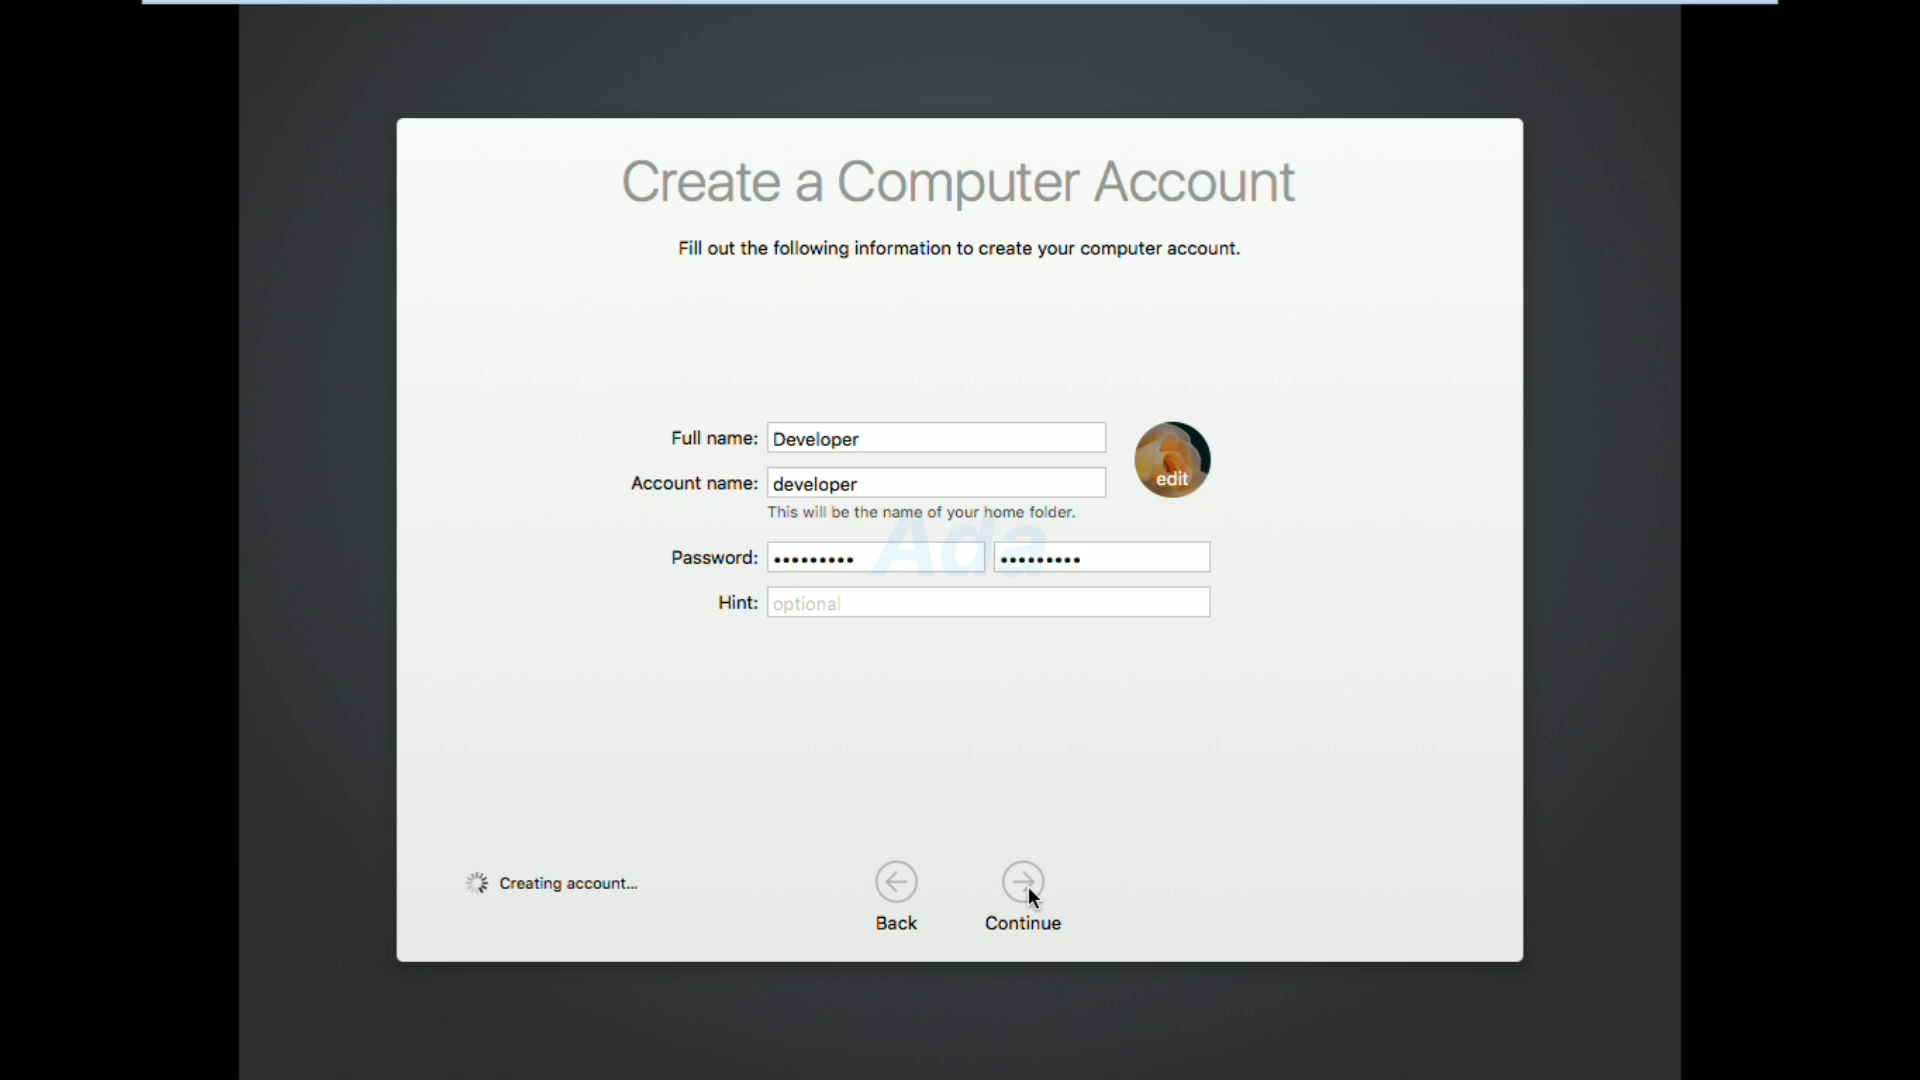 Create a Computer Account
Fill out the following information to create your computer account.
Full name: Developer
edit
Account name: developer
This will be the name of your home folder.
Ada
Password: ••••••••• •••••••••
Hint: optional
Creating account...
Back
Continue